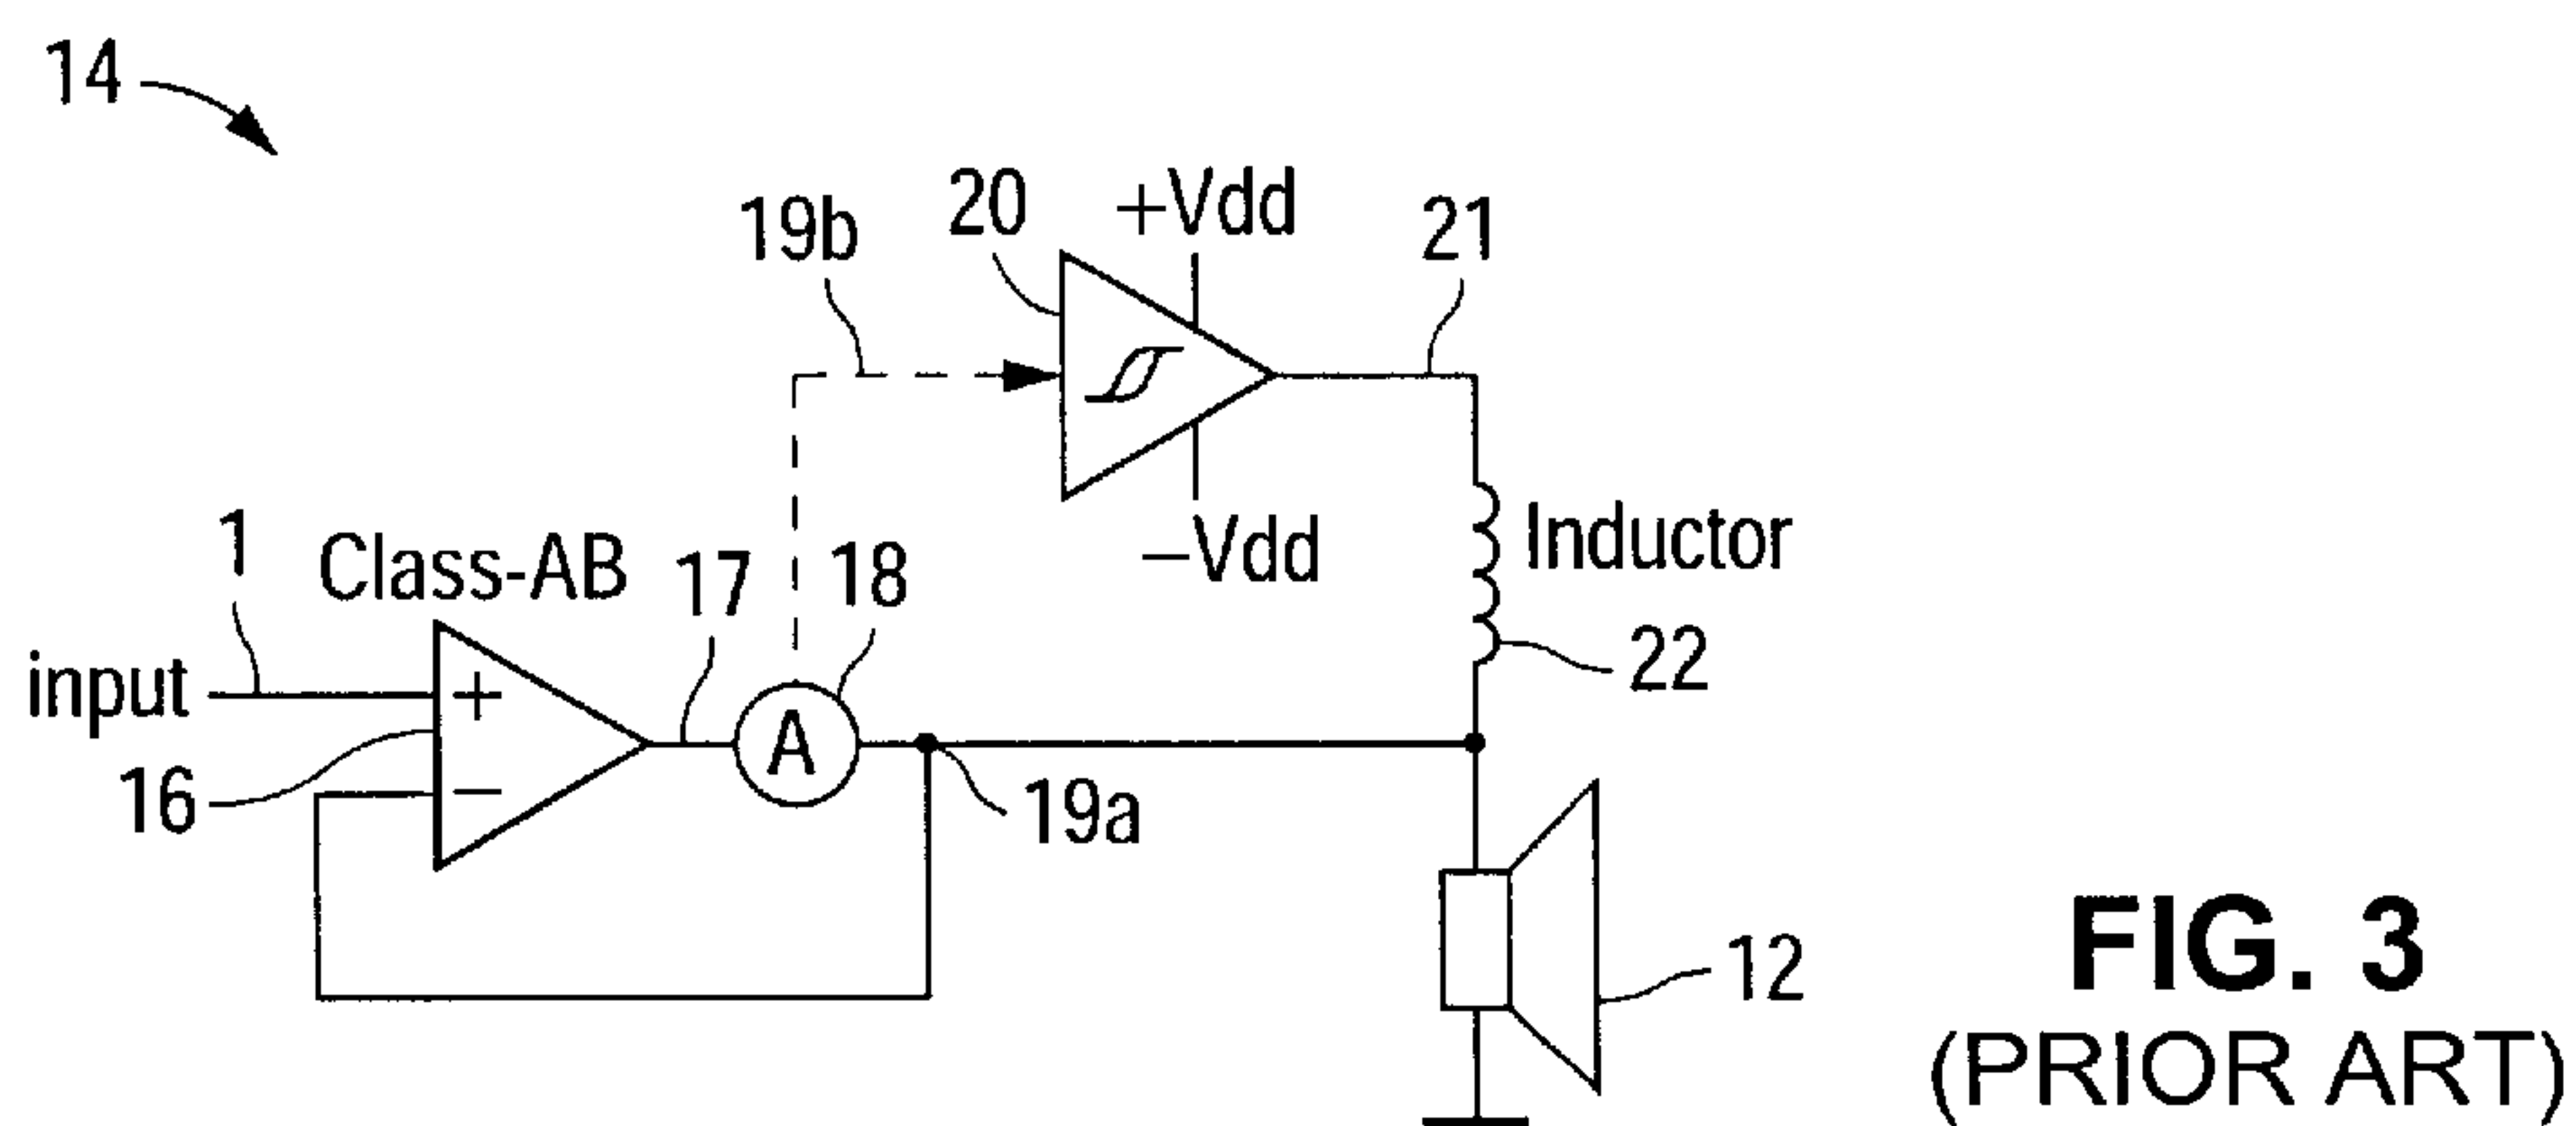 14
19b
20
+Vdd
21
1
Class-AB
17
18
−Vdd
Inductor
input
+
22
16
−
A
19a
12
FIG. 3
(PRIOR ART)